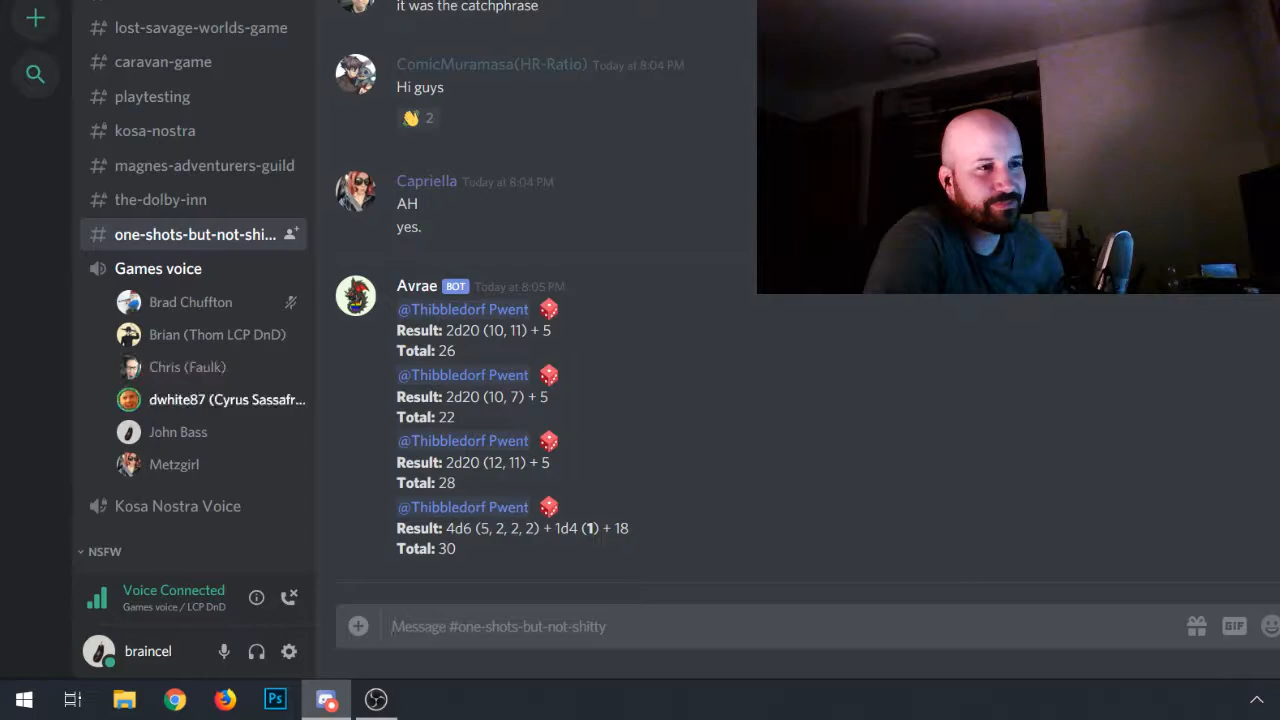 lost-savage-worlds-game
caravan-game
playtesting
kosa-nostra
magnes-adventurers-guild
the-dolby-inn
one-shots-but-not-shi...
Games voice
Brad Chuffton
Brian (Thom LCP DnD)
Chris (Faulk)
dwhite87 (Cyrus Sassafr...
John Bass
Metzgirl
Kosa Nostra Voice
NSFW
Voice Connected
Games voice / LCP DnD
braincel
it was the catchphrase
ComicMuramasa(HR-Ratio) Today at 8:04 PM
Hi guys
2
Capriella Today at 8:04 PM
AH
yes.
Avrae BOT Today at 8:05 PM
@Thibbledorf Pwent
Result: 2d20 (10, 11) + 5
Total: 26
@Thibbledorf Pwent
Result: 2d20 (10, 7) + 5
Total: 22
@Thibbledorf Pwent
Result: 2d20 (12, 11) + 5
Total: 28
@Thibbledorf Pwent
Result: 4d6 (5, 2, 2, 2) + 1d4 (1) + 18
Total: 30
Message #one-shots-but-not-shitty
GIF
Ps